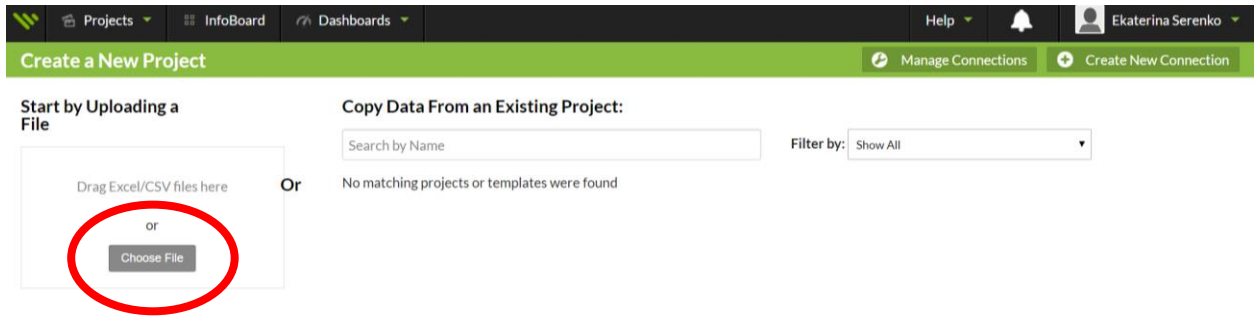 Projects InfoBoard Dashboards Help Ekaterina Serenko
Create a New Project Manage Connections Create New Connection
Start by Uploading a
File
Copy Data From an Existing Project:
Search by Name
Filter by: Show All
Drag Excel/CSV files here
or
Choose File
Or
No matching projects or templates were found